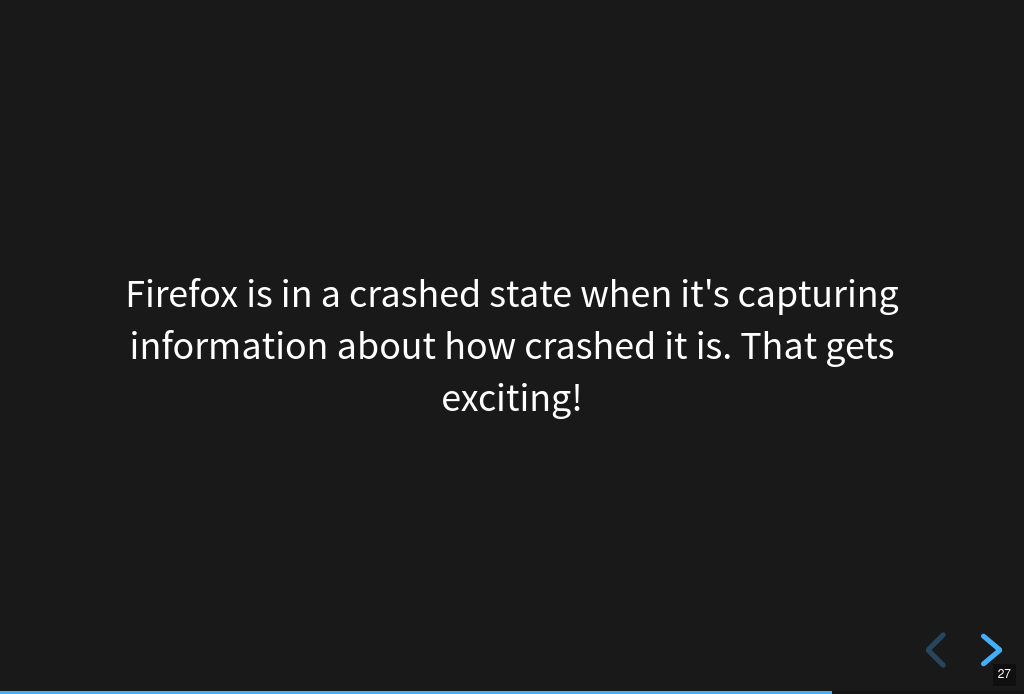 Firefox is in a crashed state when it's capturing
information about how crashed it is. That gets
exciting!
27